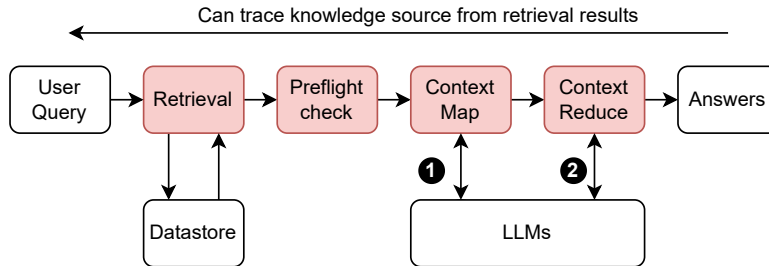 Can trace knowledge source from retrieval results
User
Query
Retrieval
Preflight
check
Context
Map
Context
Reduce
Answers
1
2
Datastore
LLMs